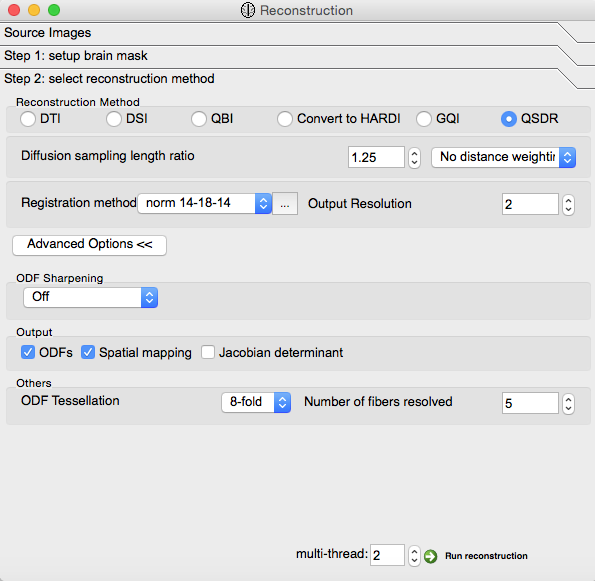 Reconstruction
Source Images
Step 1: setup brain mask
Step 2: select reconstruction method
Reconstruction Method
DTI DSI QBI Convert to HARDI GQI QSDR
Diffusion sampling length ratio 1.25 No distance weightin
Registration method norm 14-18-14 ... Output Resolution 2
Advanced Options <<
ODF Sharpening
Off
Output
ODFs Spatial mapping Jacobian determinant
Others
ODF Tessellation 8-fold Number of fibers resolved 5
multi-thread: 2 Run reconstruction